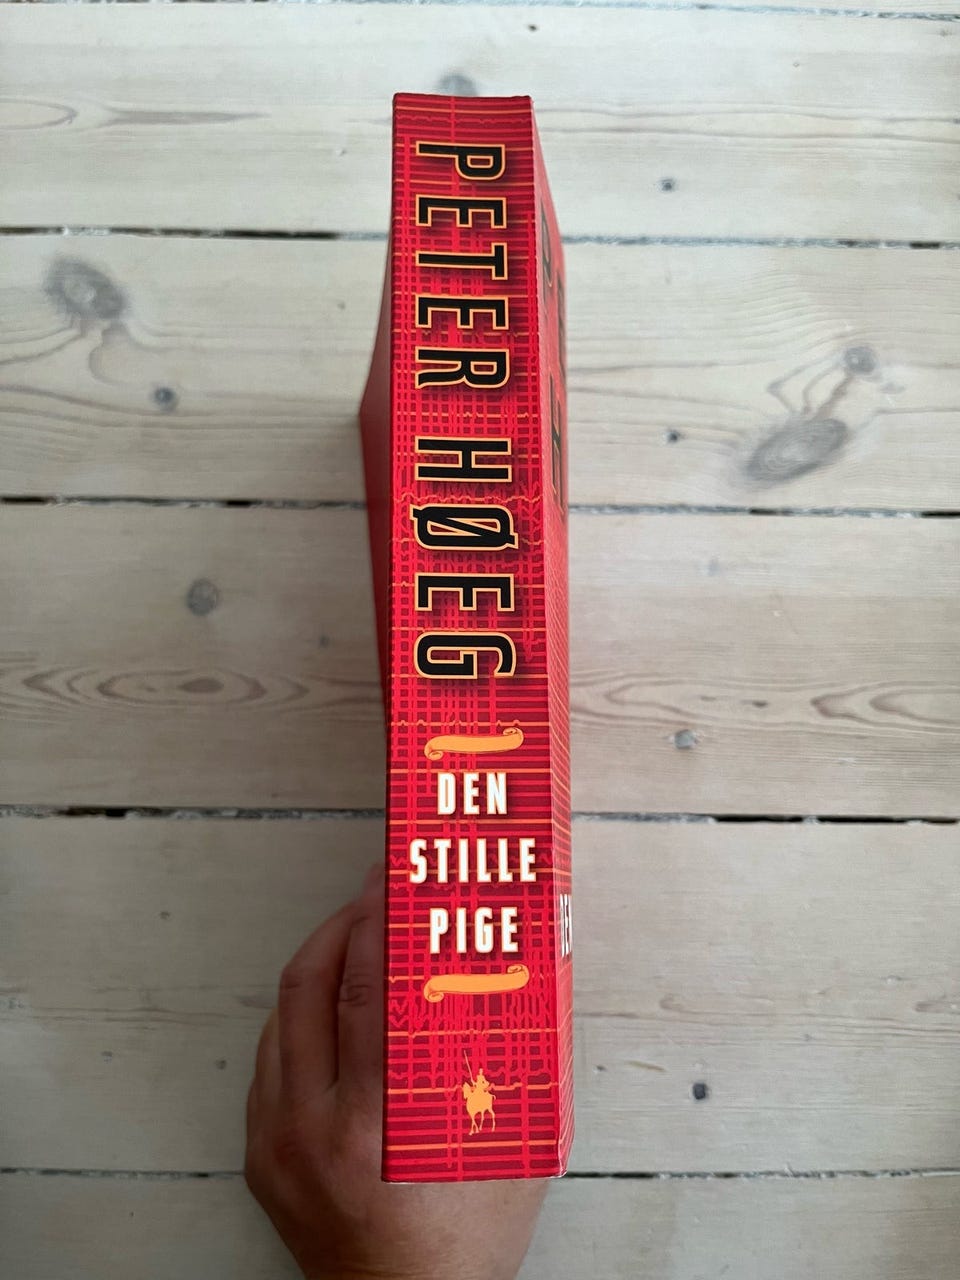 PETER HØEG
DEN
STILLE
PIGE